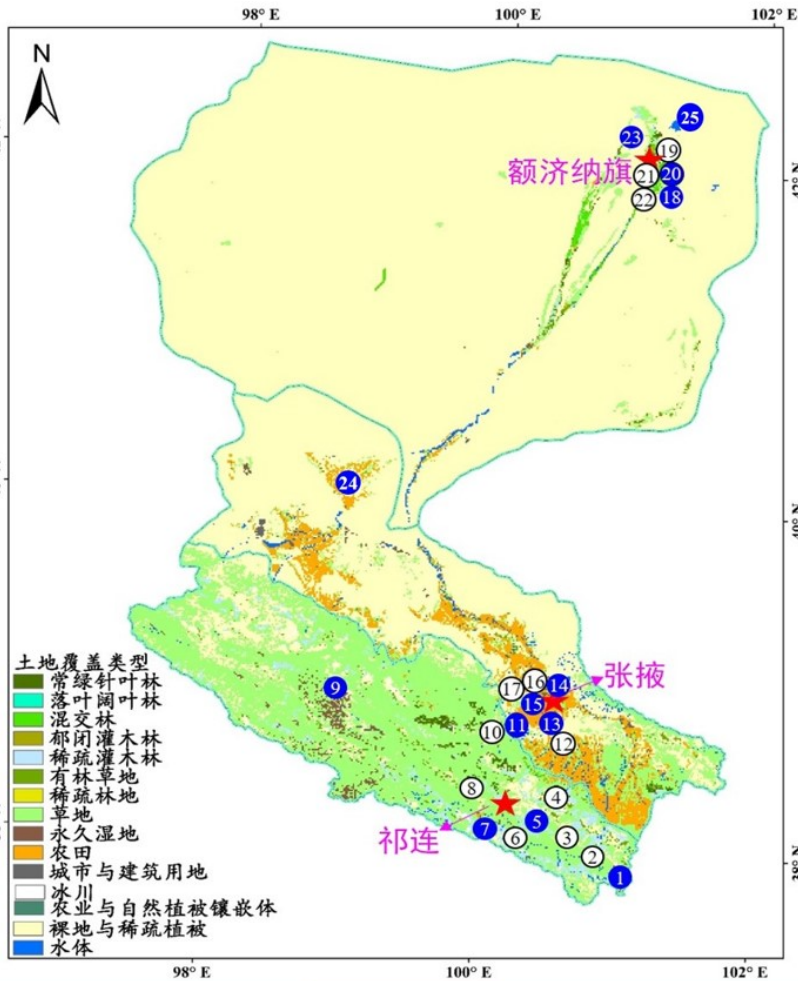 98° E
100° E
102° E
N
25
23
19
额济纳旗
21
20
22
18
24
40° N
土地覆盖类型
常绿针叶林
落叶阔叶林
混交林
郁闭灌木林
稀疏灌木林
有林草地
稀疏林地
草地
永久湿地
农田
城市与建筑用地
冰川
农业与自然植被镶嵌体
裸地与稀疏植被
水体
9
17
16
14
张掖
15
10
11
13
12
8
4
祁连
7
5
6
3
2
1
38° N
98° E
100° E
102° E